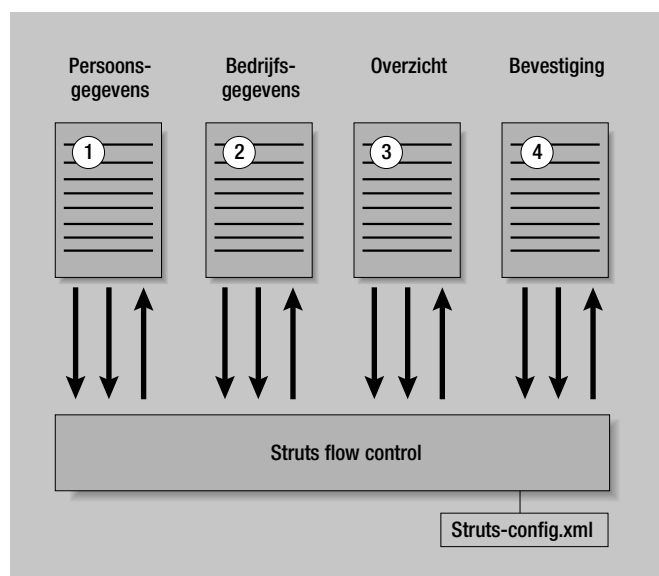 Persoons-
gegevens
Bedrijfs-
gegevens
Overzicht
Bevestiging
1
2
3
4
Struts flow control
Struts-config.xml